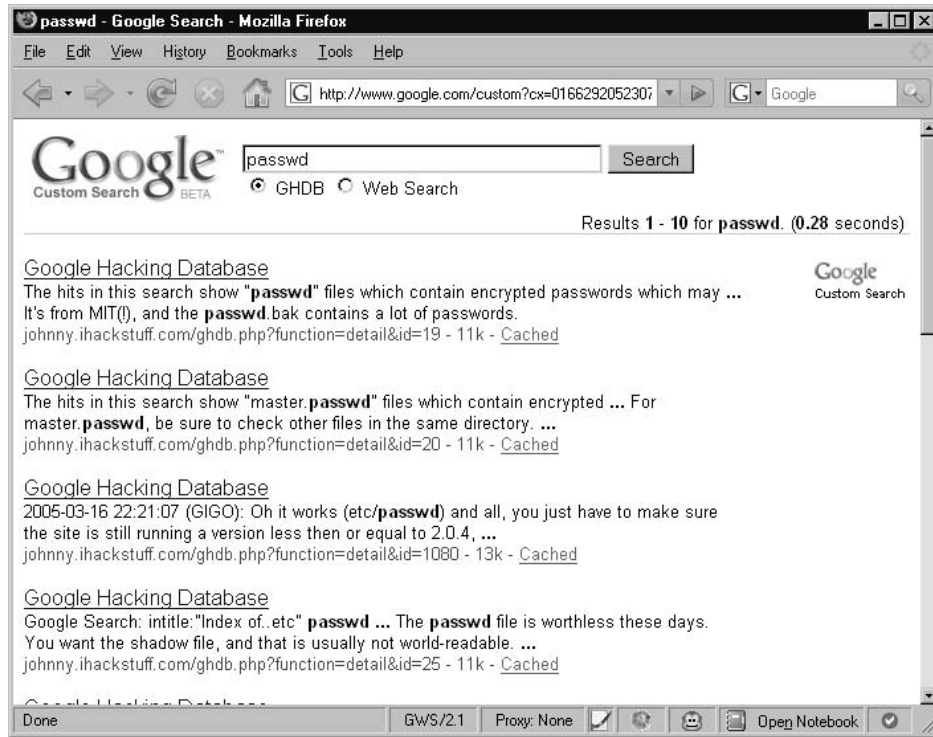 passwd - Google Search - Mozilla Firefox
File Edit View History Bookmarks Tools Help
G http://www.google.com/custom?cx=016629205230; G Google
Google™
Custom Search BETA
passwd Search
GHDB Web Search
Results 1 - 10 for passwd. (0.28 seconds)
Google Hacking Database
The hits in this search show "passwd" files which contain encrypted passwords which may ...
It's from MIT(!), and the passwd.bak contains a lot of passwords.
johnny.ihackstuff.com/ghdb.php?function=detail&id=19 - 11k - Cached
Google
Custom Search
Google Hacking Database
The hits in this search show "master.passwd" files which contain encrypted ... For
master.passwd, be sure to check other files in the same directory. ...
johnny.ihackstuff.com/ghdb.php?function=detail&id=20 - 11k - Cached
Google Hacking Database
2005-03-16 22:21:07 (GIGO): Oh it works (etc/passwd) and all, you just have to make sure
the site is still running a version less then or equal to 2.0.4, ...
johnny.ihackstuff.com/ghdb.php?function=detail&id=1080 - 13k - Cached
Google Hacking Database
Google Search: intitle:"Index of..etc" passwd ... The passwd file is worthless these days.
You want the shadow file, and that is usually not world-readable. ...
johnny.ihackstuff.com/ghdb.php?function=detail&id=25 - 11k - Cached
Google Hacking Database
Done GWS/2.1 Proxy: None Open Notebook